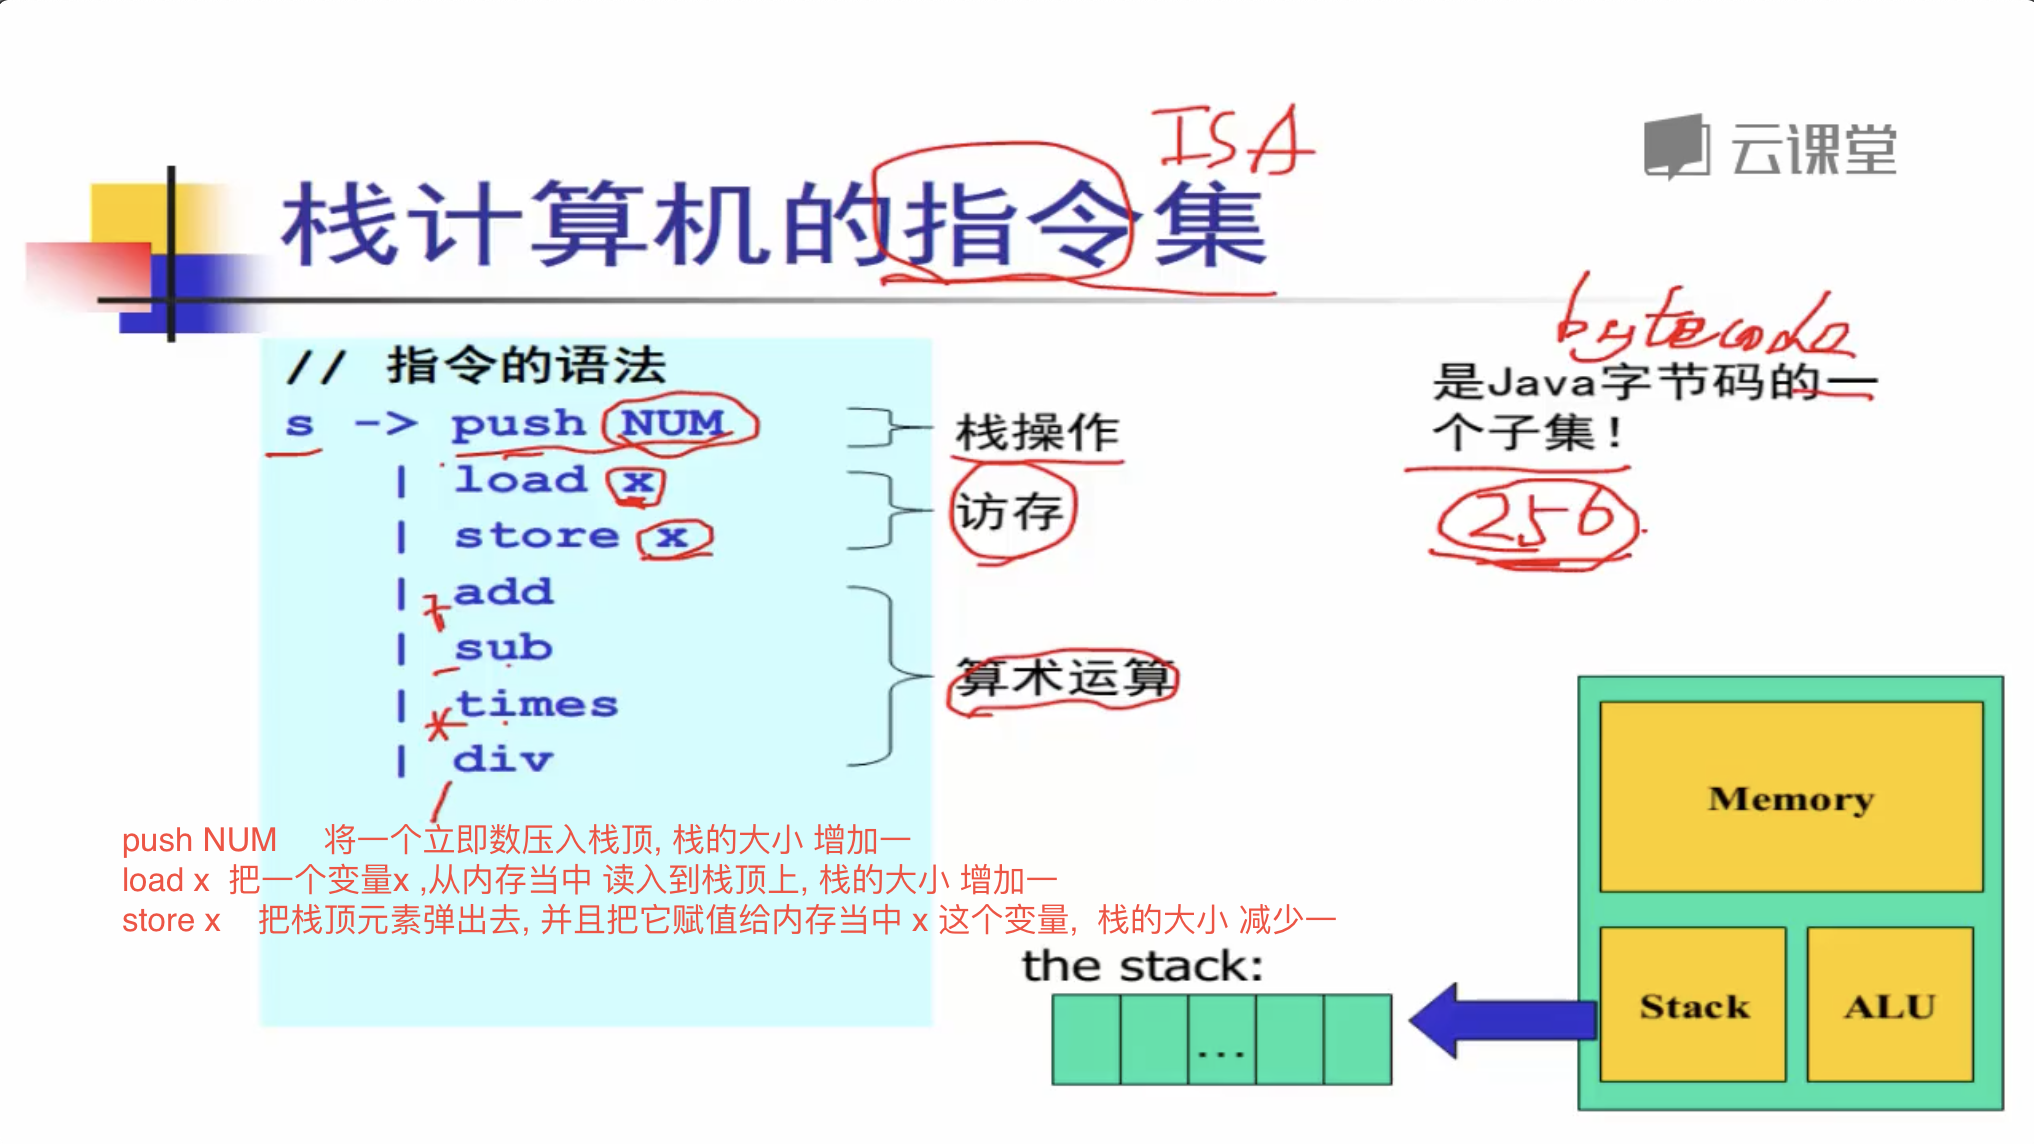 ISA
云课堂
栈计算机的指令集
bytecode
// 指令的语法
s -> push NUM
| load x
| store x
| add
| sub
| times
| div
+
-
*
/
栈操作
访存
算术运算
是Java字节码的一
个子集！
256
push NUM 将一个立即数压入栈顶, 栈的大小 增加一
load x 把一个变量x ,从内存当中 读入到栈顶上, 栈的大小 增加一
store x 把栈顶元素弹出去, 并且把它赋值给内存当中 x 这个变量, 栈的大小 减少一
the stack:
...
Memory
Stack
ALU